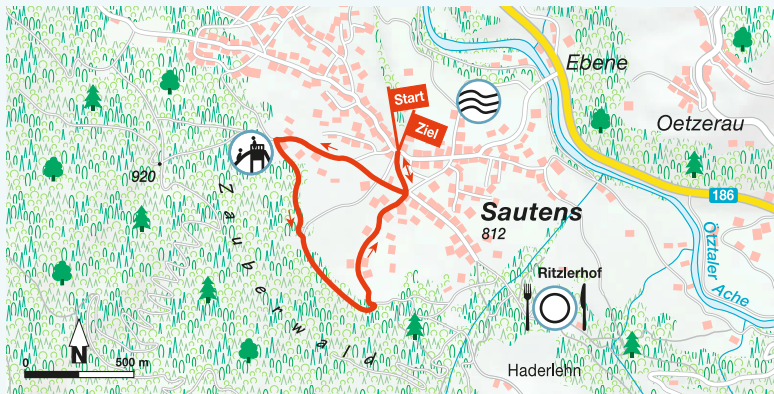 Ebene
Start
Ziel
Oetzerau
920
186
Zauberwald
Sautens
812
Ötztaler Ache
Ritzlerhof
N
0
500 m
Haderlehn